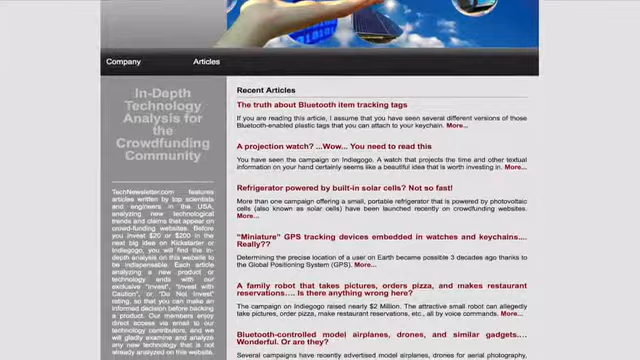 Company
Articles
In-Depth
Technology
Analysis for
the
Crowdfunding
Community
TechNewsletter.com features
articles written by top scientists
and engineers in the USA,
analyzing new technological
trends and claims that appear on
crowd-funding websites. Before
you invest $20 or $200 in the
next big idea on Kickstarter or
Indiegogo, you will find the in-
depth analysis on this website to
be indispensable. Each article
analyzing a new product or
technology ends with our
exclusive "Invest", "Invest with
Caution", or "Do Not Invest"
rating, so that you can make an
informed decision before backing
a product. Our members enjoy
direct access via email to our
technology contributors, and we
will gladly examine and analyze
any new technology that is not
already analyzed on this website.
Recent Articles
The truth about Bluetooth item tracking tags
If you are reading this article, I assume that you have seen several different versions of those
Bluetooth-enabled plastic tags that you can attach to your keychain. More...
A projection watch? ...Wow... You need to read this
You have seen the campaign on Indiegogo. A watch that projects the time and other textual
information on your hand certainly seems like a beautiful idea that is worth investing in. More...
Refrigerator powered by built-in solar cells? Not so fast!
More than one campaign offering a small, portable refrigerator that is powered by photovoltaic
cells (also known as solar cells) have been launched recently on crowdfunding websites.
More...
"Miniature" GPS tracking devices embedded in watches and keychains....
Really??
Determining the precise location of a user on Earth became possible 3 decades ago thanks to
the Global Positioning System (GPS). More...
A family robot that takes pictures, orders pizza, and makes restaurant
reservations.... Is there anything wrong here?
The campaign on Indiegogo raised nearly $2 Million. The attractive small robot can allegedly
take pictures, order pizza, make restaurant reservations, etc., all by voice commands. More...
Bluetooth-controlled model airplanes, drones, and similar gadgets....
Wonderful. Or are they?
Several campaigns have recently advertised model airplanes, drones for aerial photography,